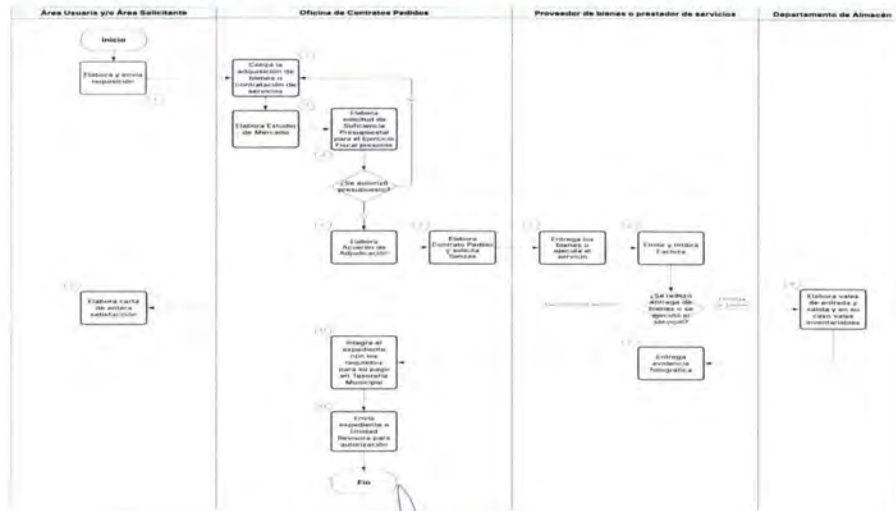 Área Usuaria y/o Área Solicitante
Oficina de Contratos Pedidos
Proveedor de bienes o prestador de servicios
Departamento de Almacén
Inicio
Elabora y envía
requisición
Cotiza la
adquisición de
bienes o
contratación de
servicios
Elabora Estudio
de Mercado
Elabora
solicitud de
Suficiencia
Presupuestal
para el Ejercicio
Fiscal presente
¿Se autorizó
presupuesto?
Elabora
Acuerdo de
Adjudicación
Elabora
Contrato Pedido
y solicita
fianzas
Entrega los
bienes o
ejecuta el
servicio
Envía y timbra
Factura
¿Se realizó
entrega de
bienes o se
ejecutó el
servicio?
Elabora vales
de entrada y
salida y en su
caso vales
inventariables
Elabora carta
de entera
satisfacción
Entrega
evidencia
fotográfica
Integra el
expediente
con los
requisitos
para su pago
en Tesorería
Municipal
Envía
expediente a
Unidad
Revisora para
autorización
Fin